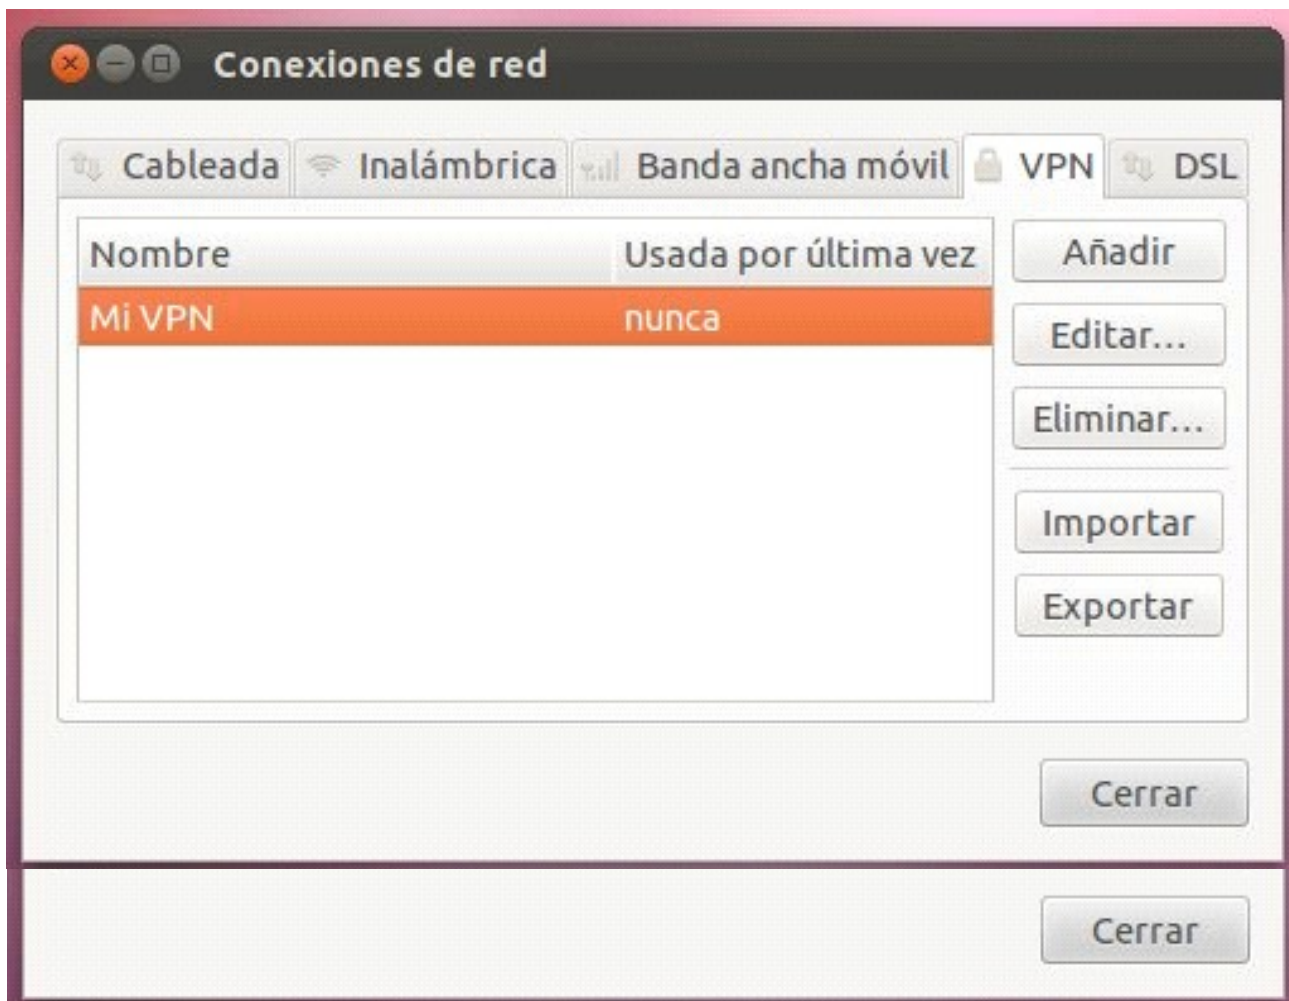 Conexiones de red
Cableada Inalámbrica Banda ancha móvil VPN DSL
Nombre Usada por última vez Añadir
Mi VPN nunca
Editar...
Eliminar...
Importar
Exportar
Cerrar
Cerrar